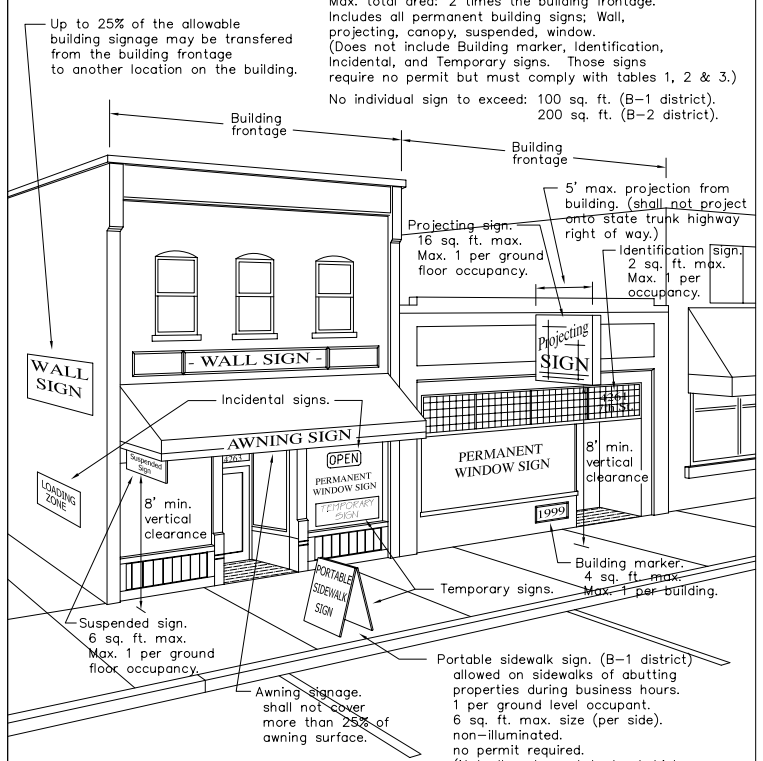 Max. total area: 2 times the building frontage.
Includes all permanent building signs; Wall,
projecting, canopy, suspended, window.
(Does not include Building marker, Identification,
Incidental, and Temporary signs. Those signs
require no permit but must comply with tables 1, 2 & 3.)
No individual sign to exceed: 100 sq. ft. (B-1 district).
200 sq. ft. (B-2 district).
Up to 25% of the allowable
building signage may be transfered
from the building frontage
to another location on the building.
Building
frontage
Building
frontage
5' max. projection from
building. (shall not project
onto state trunk highway
right of way.)
Projecting sign.
16 sq. ft. max.
Max. 1 per ground
floor occupancy.
Identification sign.
2 sq. ft. max.
Max. 1 per
occupancy.
Projecting
SIGN
WALL
SIGN
- WALL SIGN -
Incidental signs.
4261
7th St.
AWNING SIGN
Suspended
Sign
4263
OPEN
PERMANENT
WINDOW SIGN
TEMPORARY
SIGN
PERMANENT
WINDOW SIGN
8' min.
vertical
clearance
LOADING
ZONE
8' min.
vertical
clearance
1999
PORTABLE
SIDEWALK
SIGN
Temporary signs.
Building marker.
4 sq. ft. max.
Max. 1 per building.
Suspended sign.
6 sq. ft. max.
Max. 1 per ground
floor occupancy.
Awning signage.
shall not cover
more than 25% of
awning surface.
Portable sidewalk sign. (B-1 district)
allowed on sidewalks of abutting
properties during business hours.
1 per ground level occupant.
6 sq. ft. max. size (per side).
non-illuminated.
no permit required.